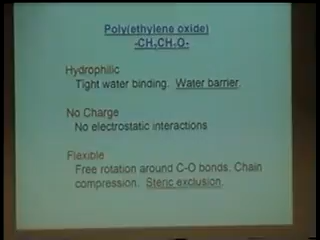 Poly(ethylene oxide)
-CH₂CH₂O-
Hydrophilic
Tight water binding. Water barrier.
No Charge
No electrostatic interactions
Flexible
Free rotation around C-O bonds. Chain
compression. Steric exclusion.